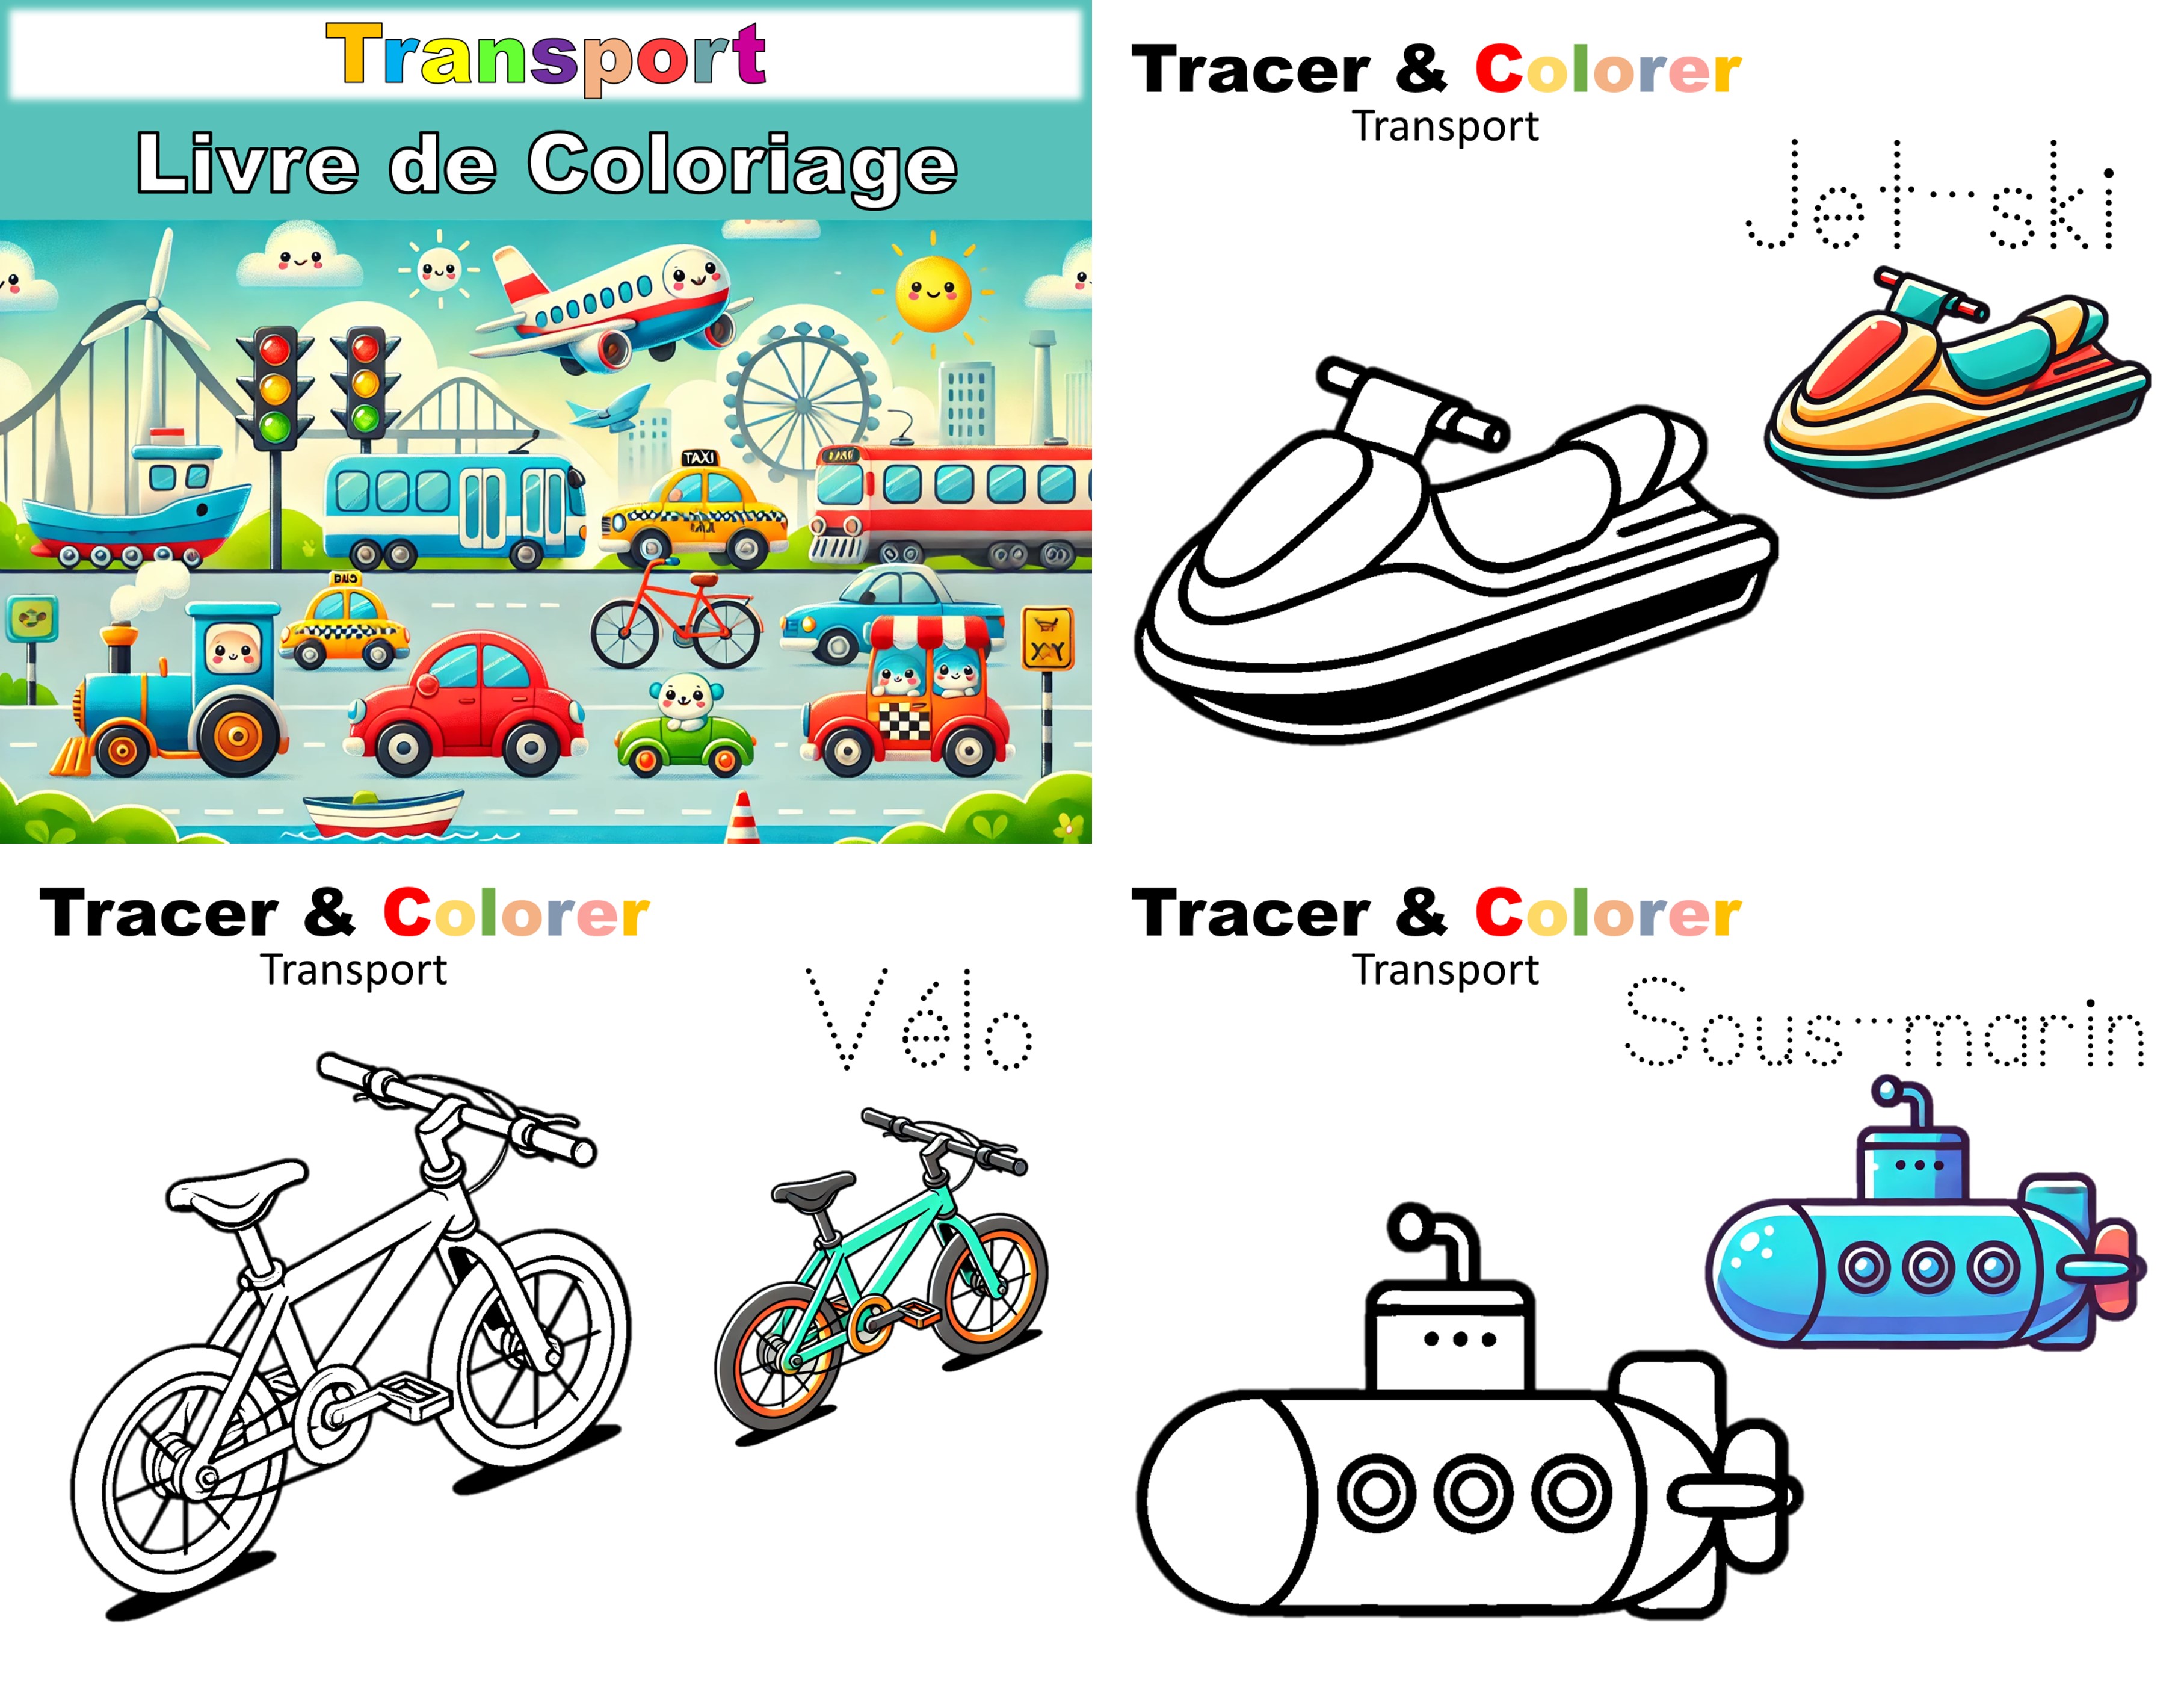 Transport
Livre de Coloriage
TAXI
Tracer & Colorer
Transport
Jet-ski
Tracer & Colorer
Transport
Vélo
Tracer & Colorer
Transport
Sous-marin